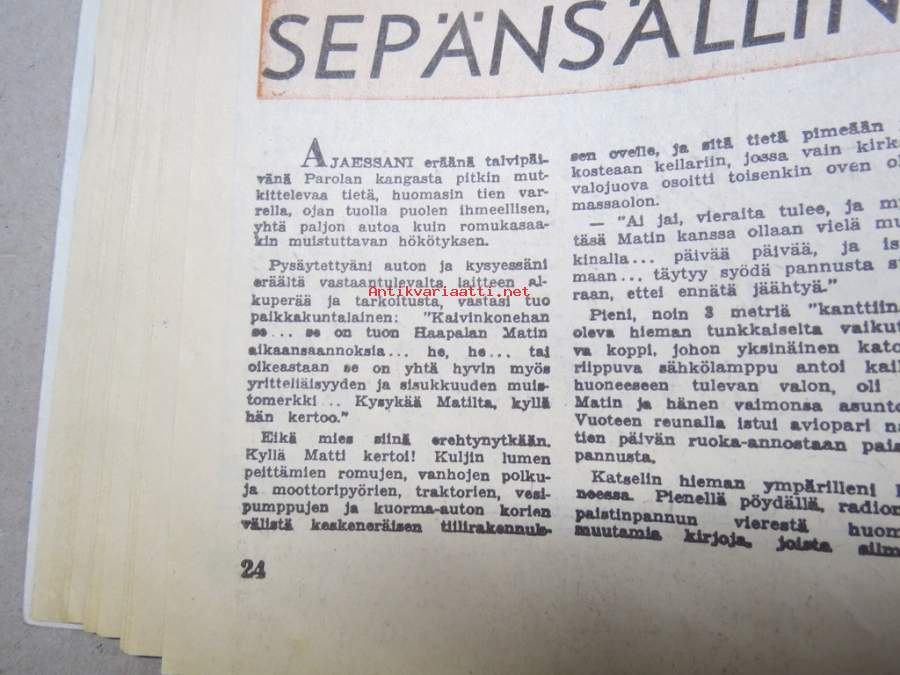 SEPÄNSÄLLIN
AJAESSANI eräänä talvipäi-
vänä Parolan kangasta pitkin mut-
kittelevaa tietä, huomasin tien var-
rella, ojan tuolla puolen ihmeellisen,
yhtä paljon autoa kuin romukasaa-
kin muistuttavan hökötyksen.
Pysäytettyäni auton ja kysyessäni
eräältä vastaantulevalta laitteen al-
kuperää ja tarkoitusta, vastasi tuo
paikkakuntalainen: "Kaivinkonehan
se... se on tuon Haapalan Matin
aikaansaannoksia... he, he... tai
oikeastaan se on yhtä hyvin myös
yritteliäisyyden ja sisukkuuden muis-
tomerkki .. Kysykää Matilta, kyllä
hän kertoo."
Eikä mies siinä erehtynytkään.
Kyllä Matti kertoi! Kuljin lumen
peittämien romujen, vanhojen polku-
ja moottoripyörien, traktorien, vesi-
pumppujen ja kuorma-auton korien
välistä keskeneräisen tiilirakennuk-
24
sen ovelle, ja sitä tietä pimeään
kosteaan kellariin, jossa vain kirk
valojuova osoitti toisenkin oven ol
massaolon.
— "Ai jai, vieraita tulee, ja m
täsä Matin kanssa ollaan vielä mu
kinalla... päivää päivää, ja is
maan... täytyy syödä pannusta s
raan, ettei ennätä jäähtyä."
Pieni, noin 3 metriä "kanttiin
oleva hieman tunkkaiselta vaikut
va koppi, johon yksinäinen kato
riippuva sähkölamppu antoi kai
huoneeseen tulevan valon, oli
Matin ja hänen vaimonsa asunto
Vuoteen reunalla istui aviopari n
tien päivän ruoka-annostaan pais
pannusta.
Katselin hieman ympärilleni
neessa. Pienellä pöydällä, radion
paistinpannun vierestä huom
muutamia kirjoja, joista silm
Antikvariaatti.net